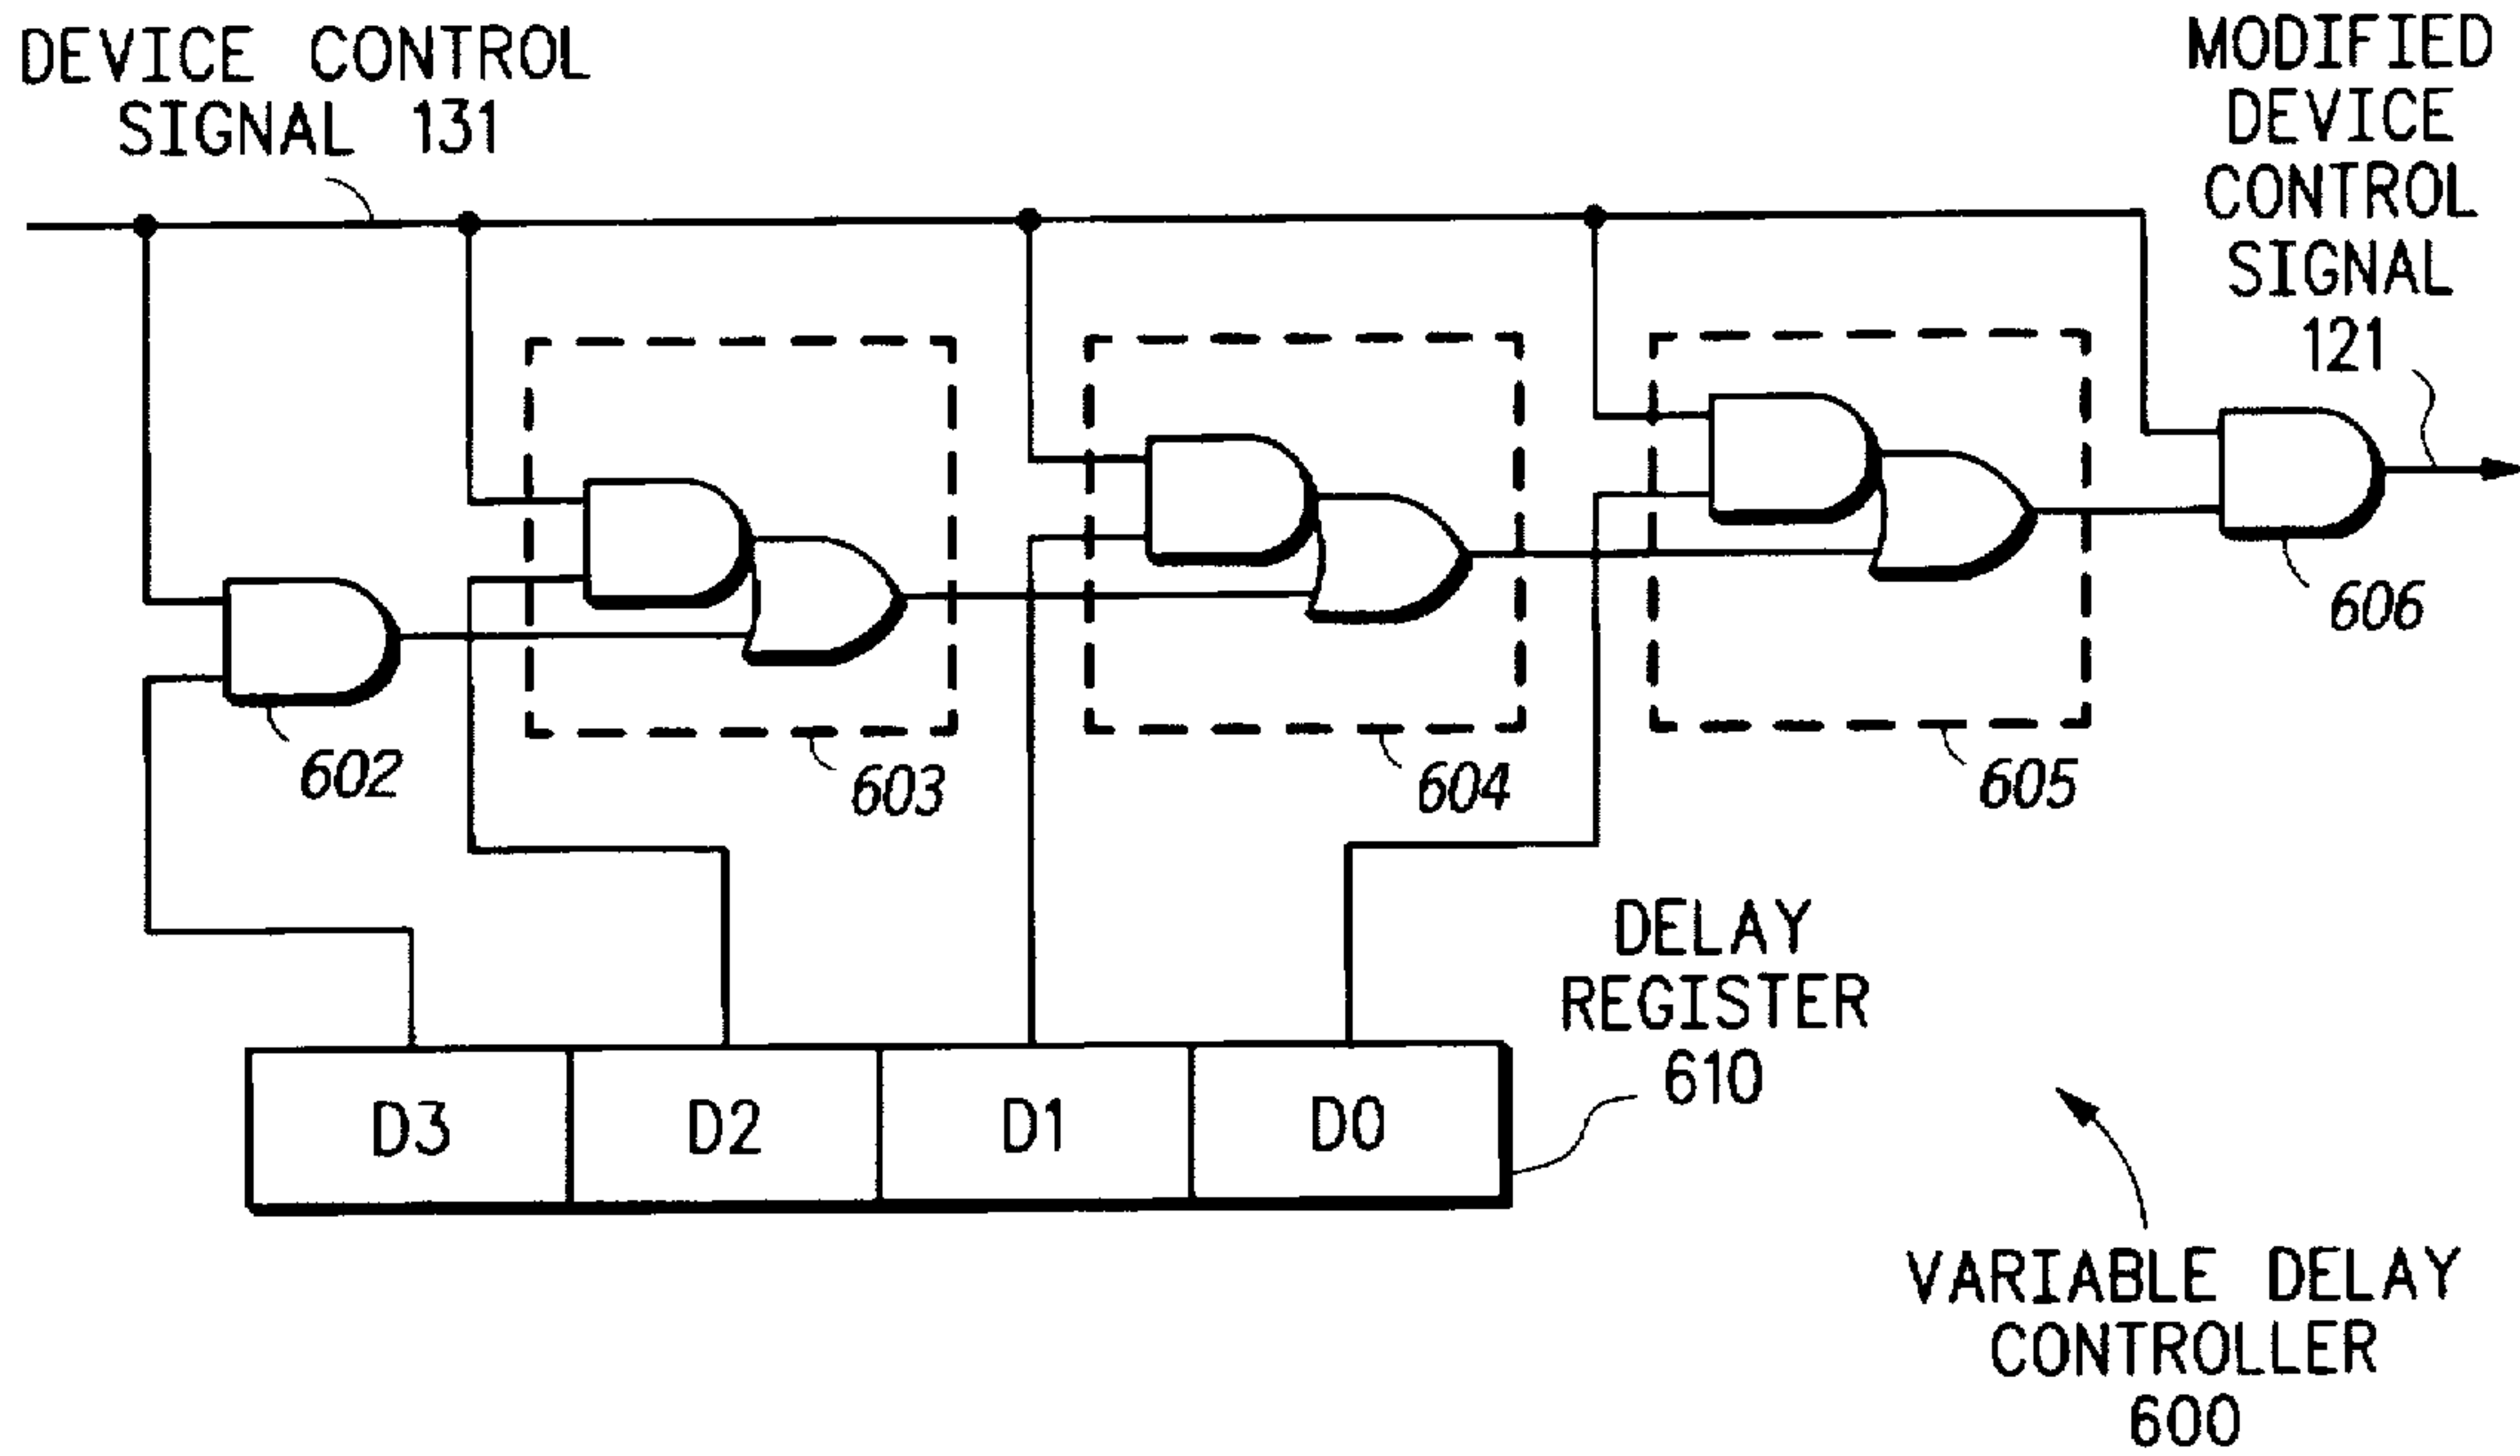 DEVICE CONTROL
SIGNAL 131
MODIFIED
DEVICE
CONTROL
SIGNAL
121
602
603
604
605
606
DELAY
REGISTER
610
D3 D2 D1 D0
VARIABLE DELAY
CONTROLLER
600